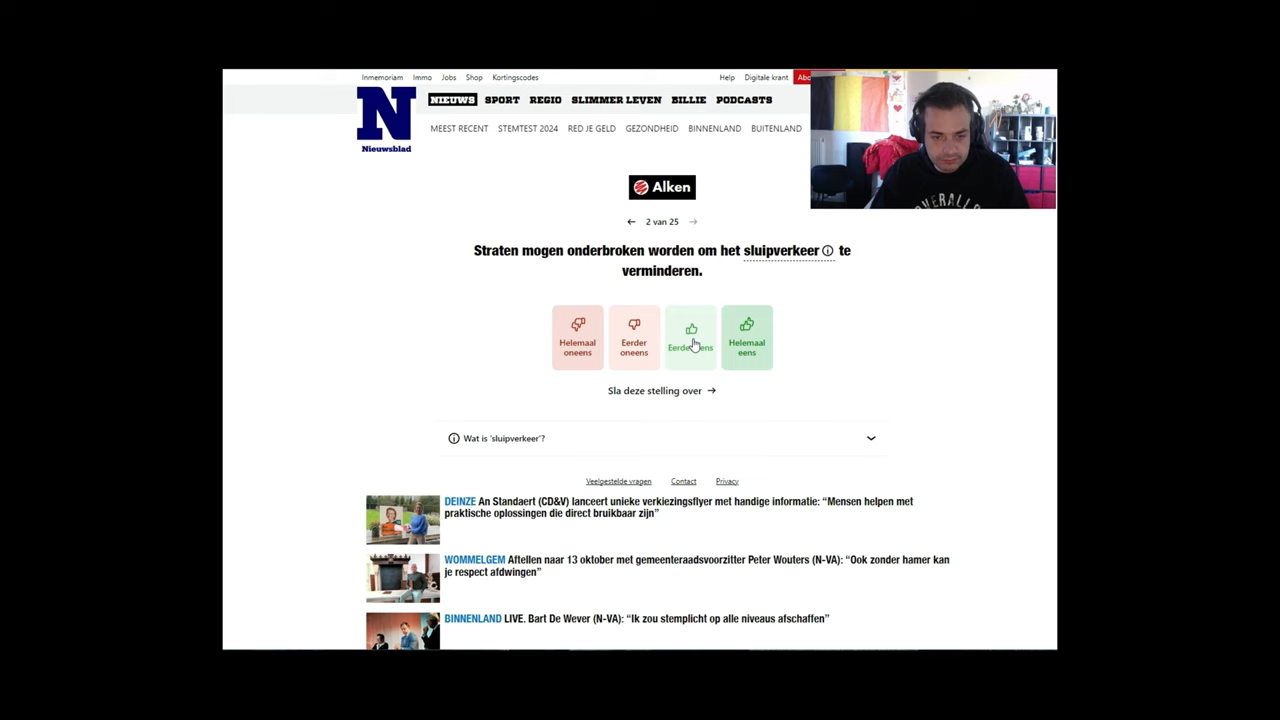 Inmemoriam Immo Jobs Shop Kortingscodes Help Digitale krant Abo
N NIEUWS SPORT REGIO SLIMMER LEVEN BILLIE PODCASTS
Nieuwsblad
MEEST RECENT STEMTEST 2024 RED JE GELD GEZONDHEID BINNENLAND BUITENLAND
OVERALL
Alken
2 van 25
Straten mogen onderbroken worden om het sluipverkeer te
verminderen.
Helemaal
oneens
Eerder
oneens
Helemaal
eens
Sla deze stelling over
Wat is 'sluipverkeer'?
Veelgestelde vragen Contact Privacy
DEINZE An Standaert (CD&V) lanceert unieke verkiezingsflyer met handige informatie: “Mensen helpen met
praktische oplossingen die direct bruikbaar zijn”
WOMMELGEM Aftellen naar 13 oktober met gemeenteraadsvoorzitter Peter Wouters (N-VA): “Ook zonder hamer kan
je respect afdwingen”
BINNENLAND LIVE. Bart De Wever (N-VA): “Ik zou stemplicht op alle niveaus afschaffen”